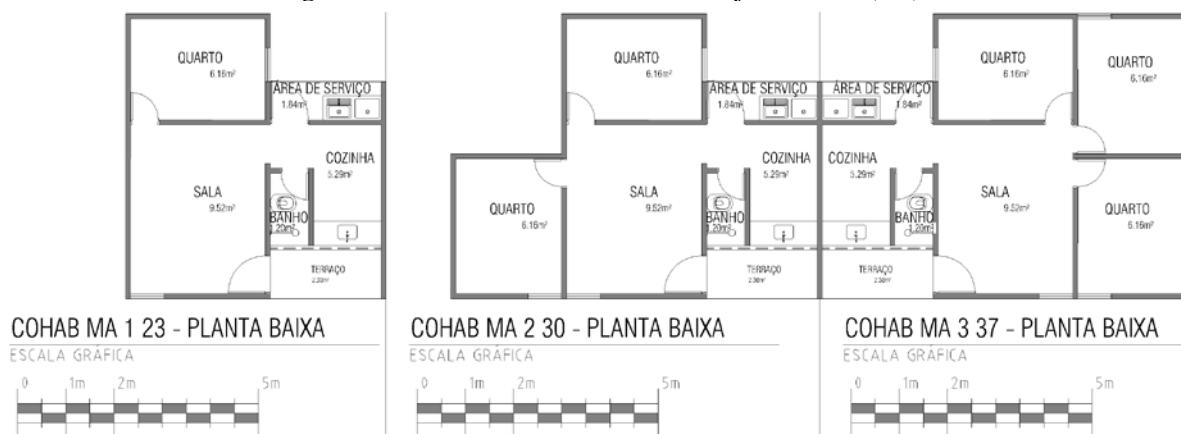 QUARTO
6.16m²
ÁREA DE SERVIÇO
1.84m²
COZINHA
5.29m²
SALA
9.52m²
BANHO
1.20m²
TERRAÇO
COHAB MA 1 23 - PLANTA BAIXA
ESCALA GRÁFICA
0 1m 2m 5m
QUARTO
6.16m²
ÁREA DE SERVIÇO
1.84m²
COZINHA
5.29m²
SALA
9.52m²
QUARTO
6.16m²
BANHO
1.20m²
TERRAÇO
COHAB MA 2 30 - PLANTA BAIXA
ESCALA GRÁFICA
0 1m 2m 5m
QUARTO
6.16m²
QUARTO
6.16m²
ÁREA DE SERVIÇO
1.84m²
COZINHA
5.29m²
SALA
9.52m²
QUARTO
6.16m²
BANHO
1.20m²
TERRAÇO
COHAB MA 3 37 - PLANTA BAIXA
ESCALA GRÁFICA
0 1m 2m 5m